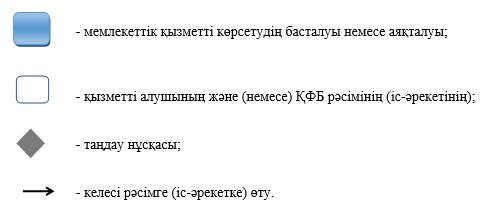 - мемлекеттік қызметті көрсетудің басталуы немесе аяқталуы;
- қызметті алушының және (немесе) ҚФБ рәсімінің (іс-әрекетінің);
- таңдау нұсқасы;
- келесі рәсімге (іс-әрекетке) өту.